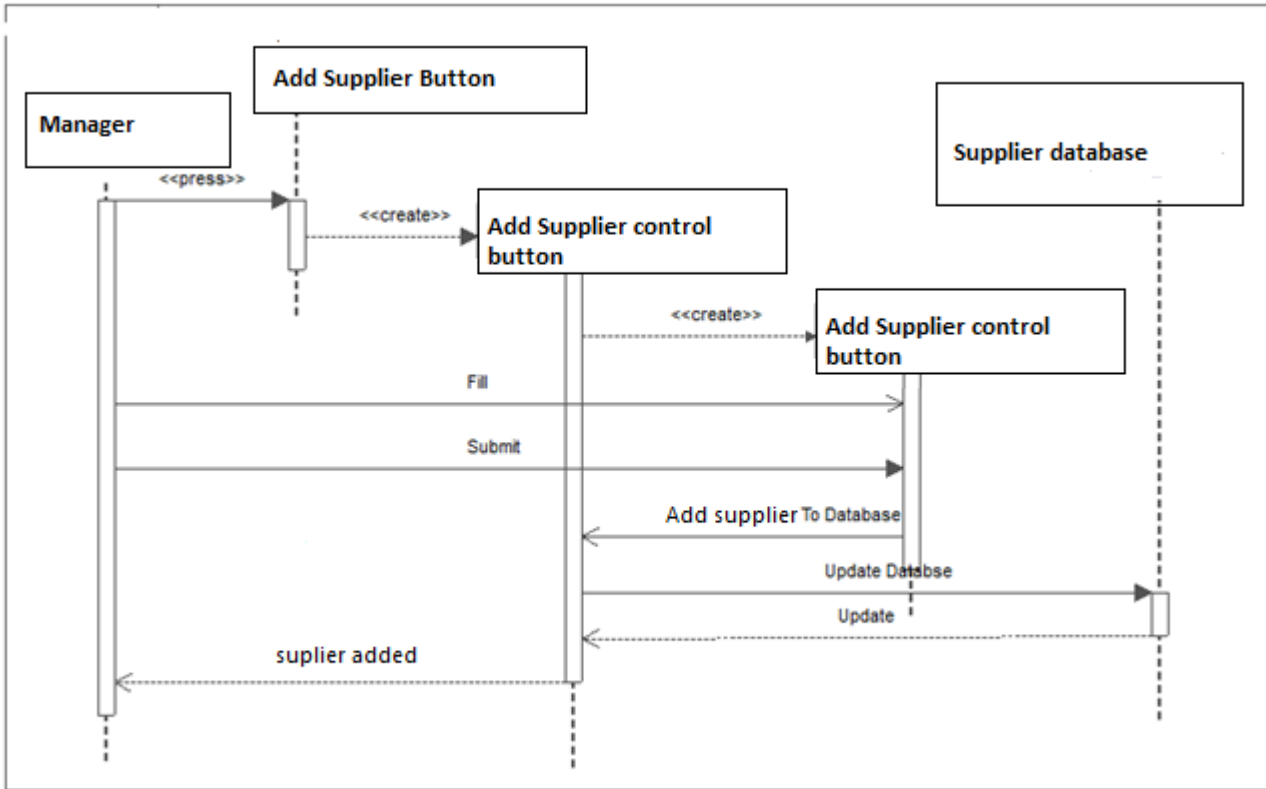 Add Supplier Button
Manager
Supplier database
<<press>>
<<create>>
Add Supplier control
button
<<create>>
Add Supplier control
button
Fill
Submit
Add supplier To Database
Update Databse
Update
suplier added